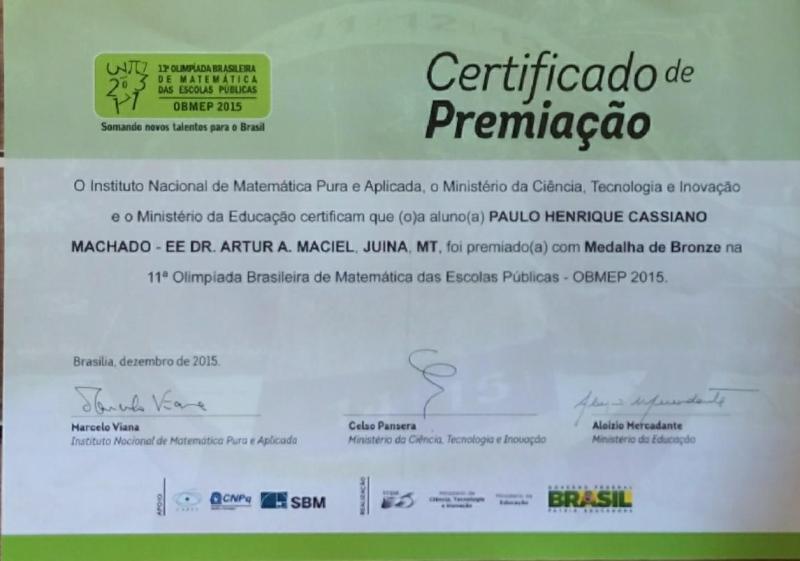 11ª OLIMPÍADA BRASILEIRA
DE MATEMÁTICA
DAS ESCOLAS PÚBLICAS
OBMEP 2015
Somando novos talentos para o Brasil
Certificado de
Premiação
O Instituto Nacional de Matemática Pura e Aplicada, o Ministério da Ciência, Tecnologia e Inovação
e o Ministério da Educação certificam que (o)a aluno(a) PAULO HENRIQUE CASSIANO
MACHADO - EE DR. ARTUR A. MACIEL, JUINA, MT, foi premiado(a) com Medalha de Bronze na
11ª Olimpíada Brasileira de Matemática das Escolas Públicas - OBMEP 2015.
Brasília, dezembro de 2015.
Marcelo Viana
Marcelo Viana
Instituto Nacional de Matemática Pura e Aplicada
Celso Pansera
Ministério da Ciência, Tecnologia e Inovação
Aloizio Mercadante
Aloizio Mercadante
Ministério da Educação
APOIO
CAPES
CNPq
SBM
REALIZAÇÃO
Ministério da
Ciência, Tecnologia
e Inovação
Ministério da
Educação
GOVERNO FEDERAL
BRASIL
PÁTRIA EDUCADORA